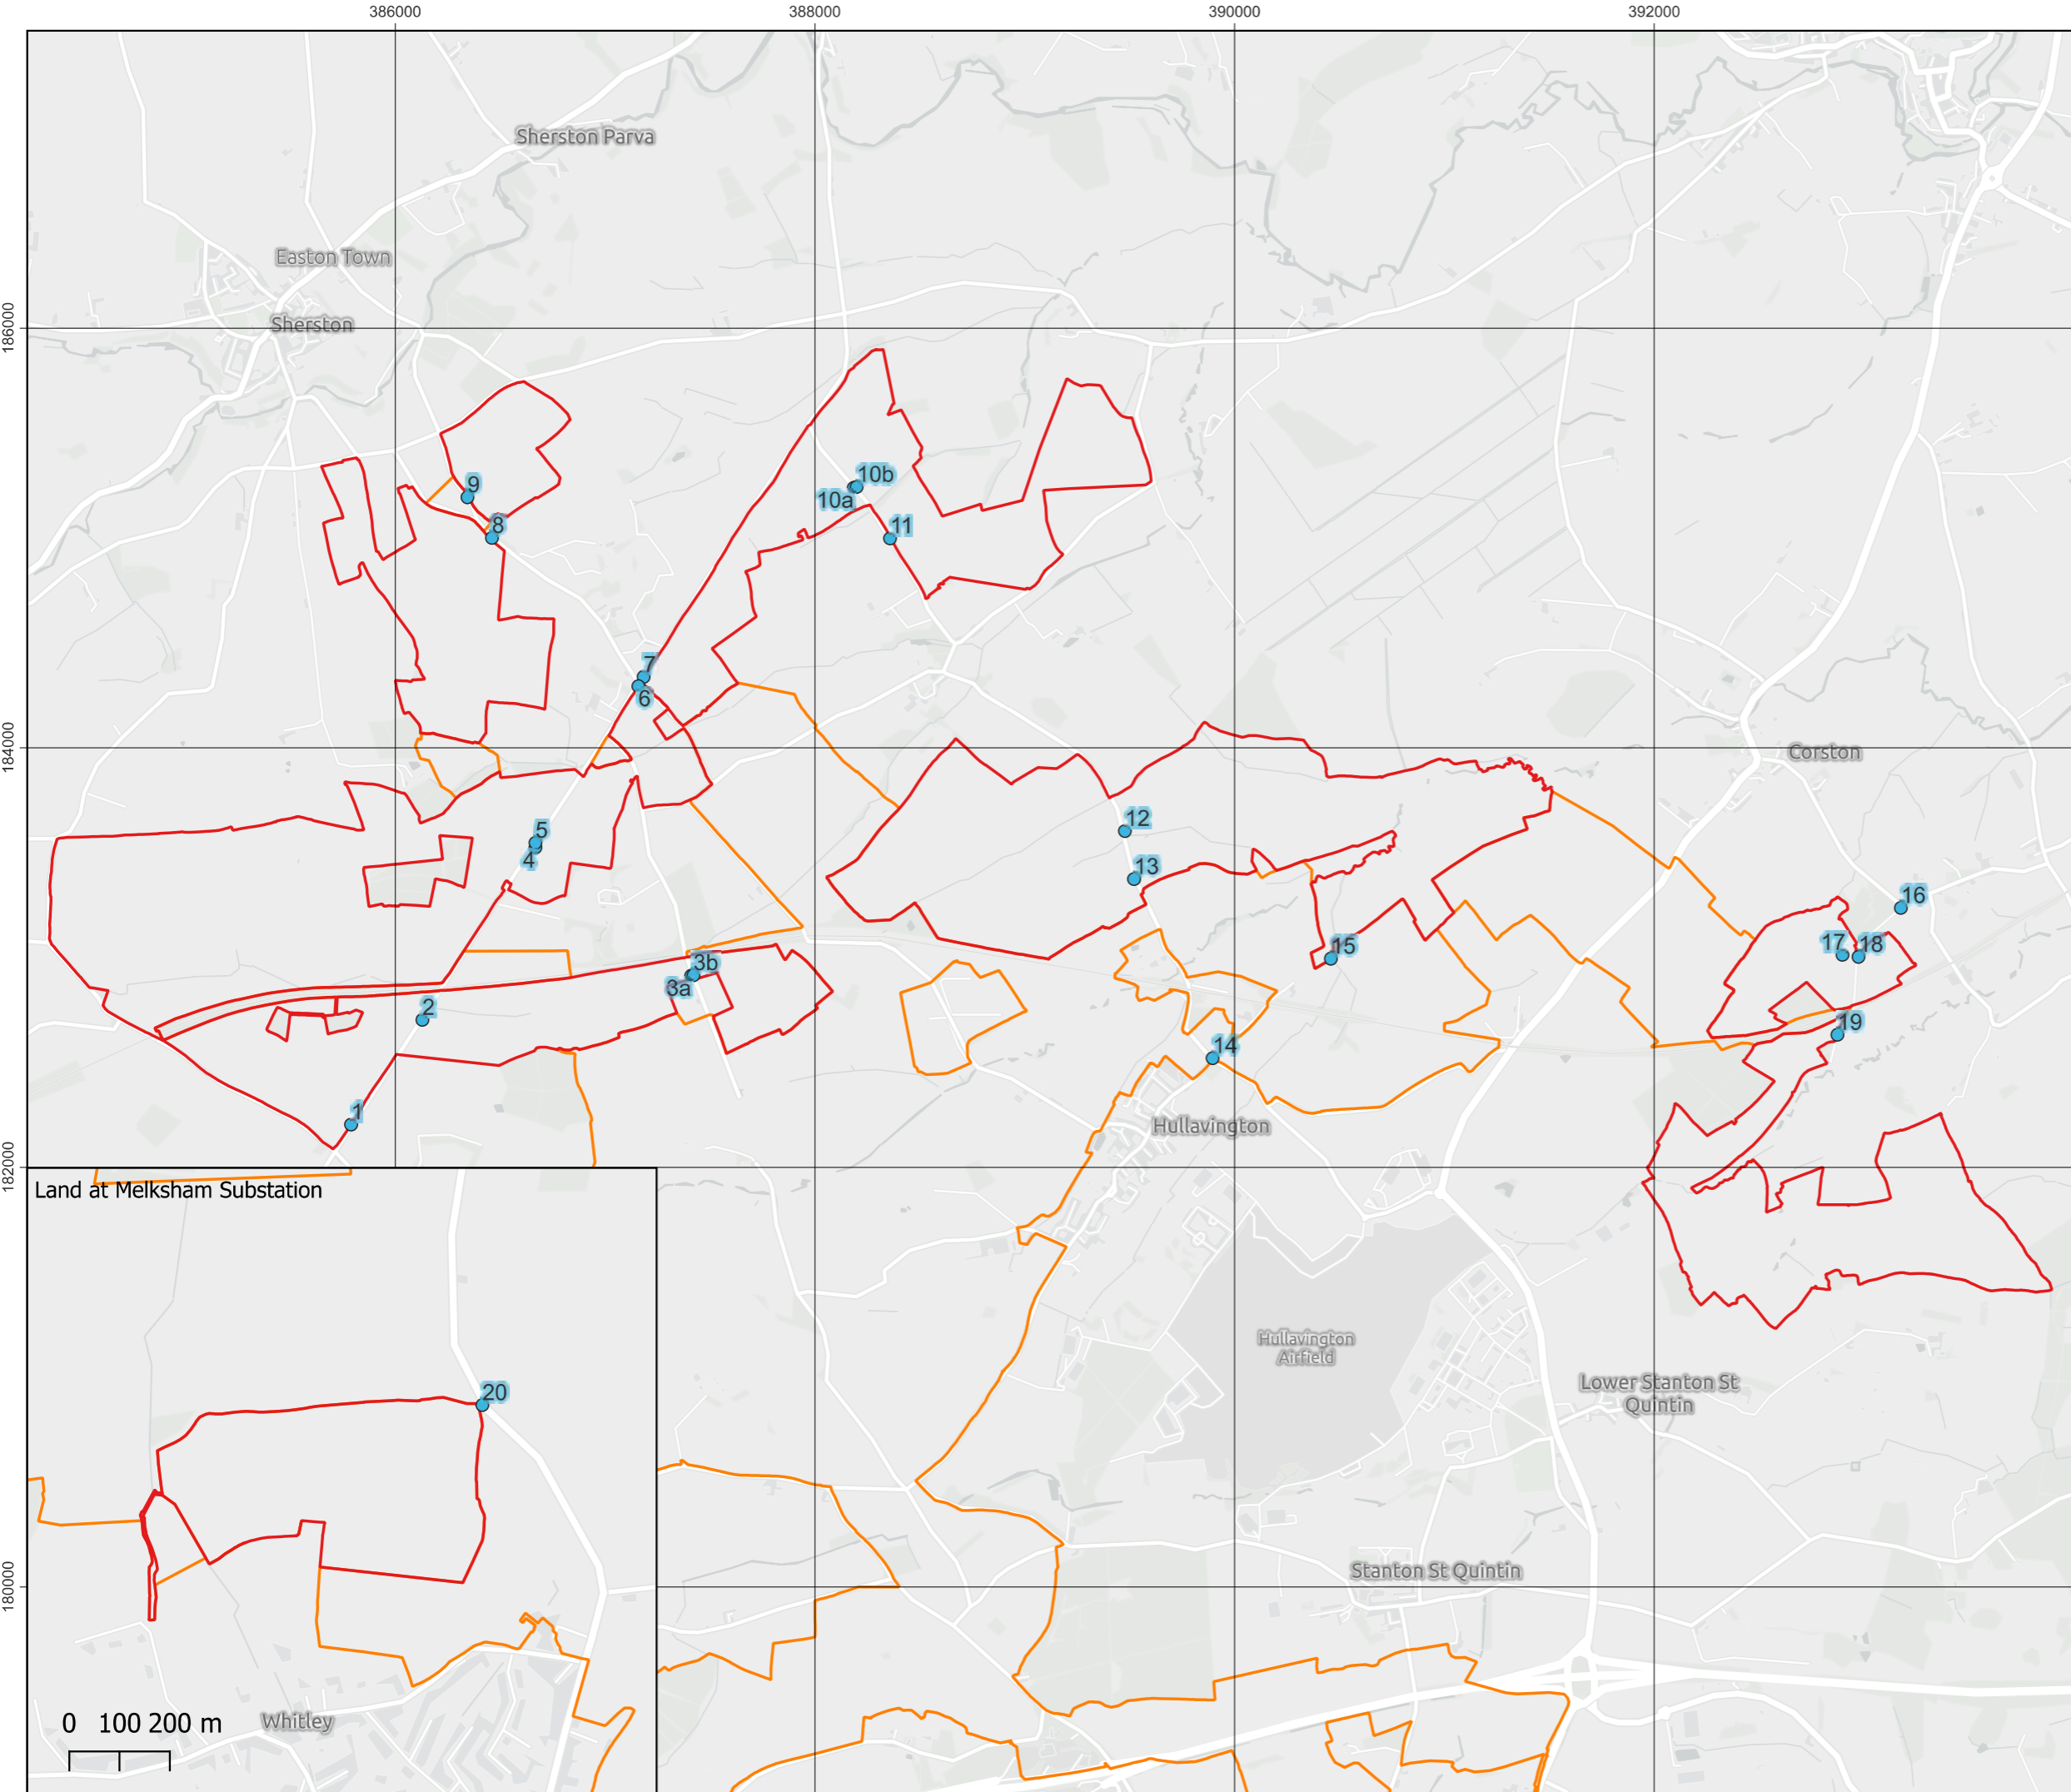 386000
388000
390000
392000
Sherston Parva
Easton Town
186000
Sherston
9
10b
10a
8
11
7
6
184000
Corston
12
5
4
13
16
17
18
15
3b
3a
2
19
14
1
Hullavington
182000
Land at Melksham Substation
Hullavington
Airfield
20
Lower Stanton St
Quintin
Stanton St Quintin
180000
Whitley
0 100 200 m